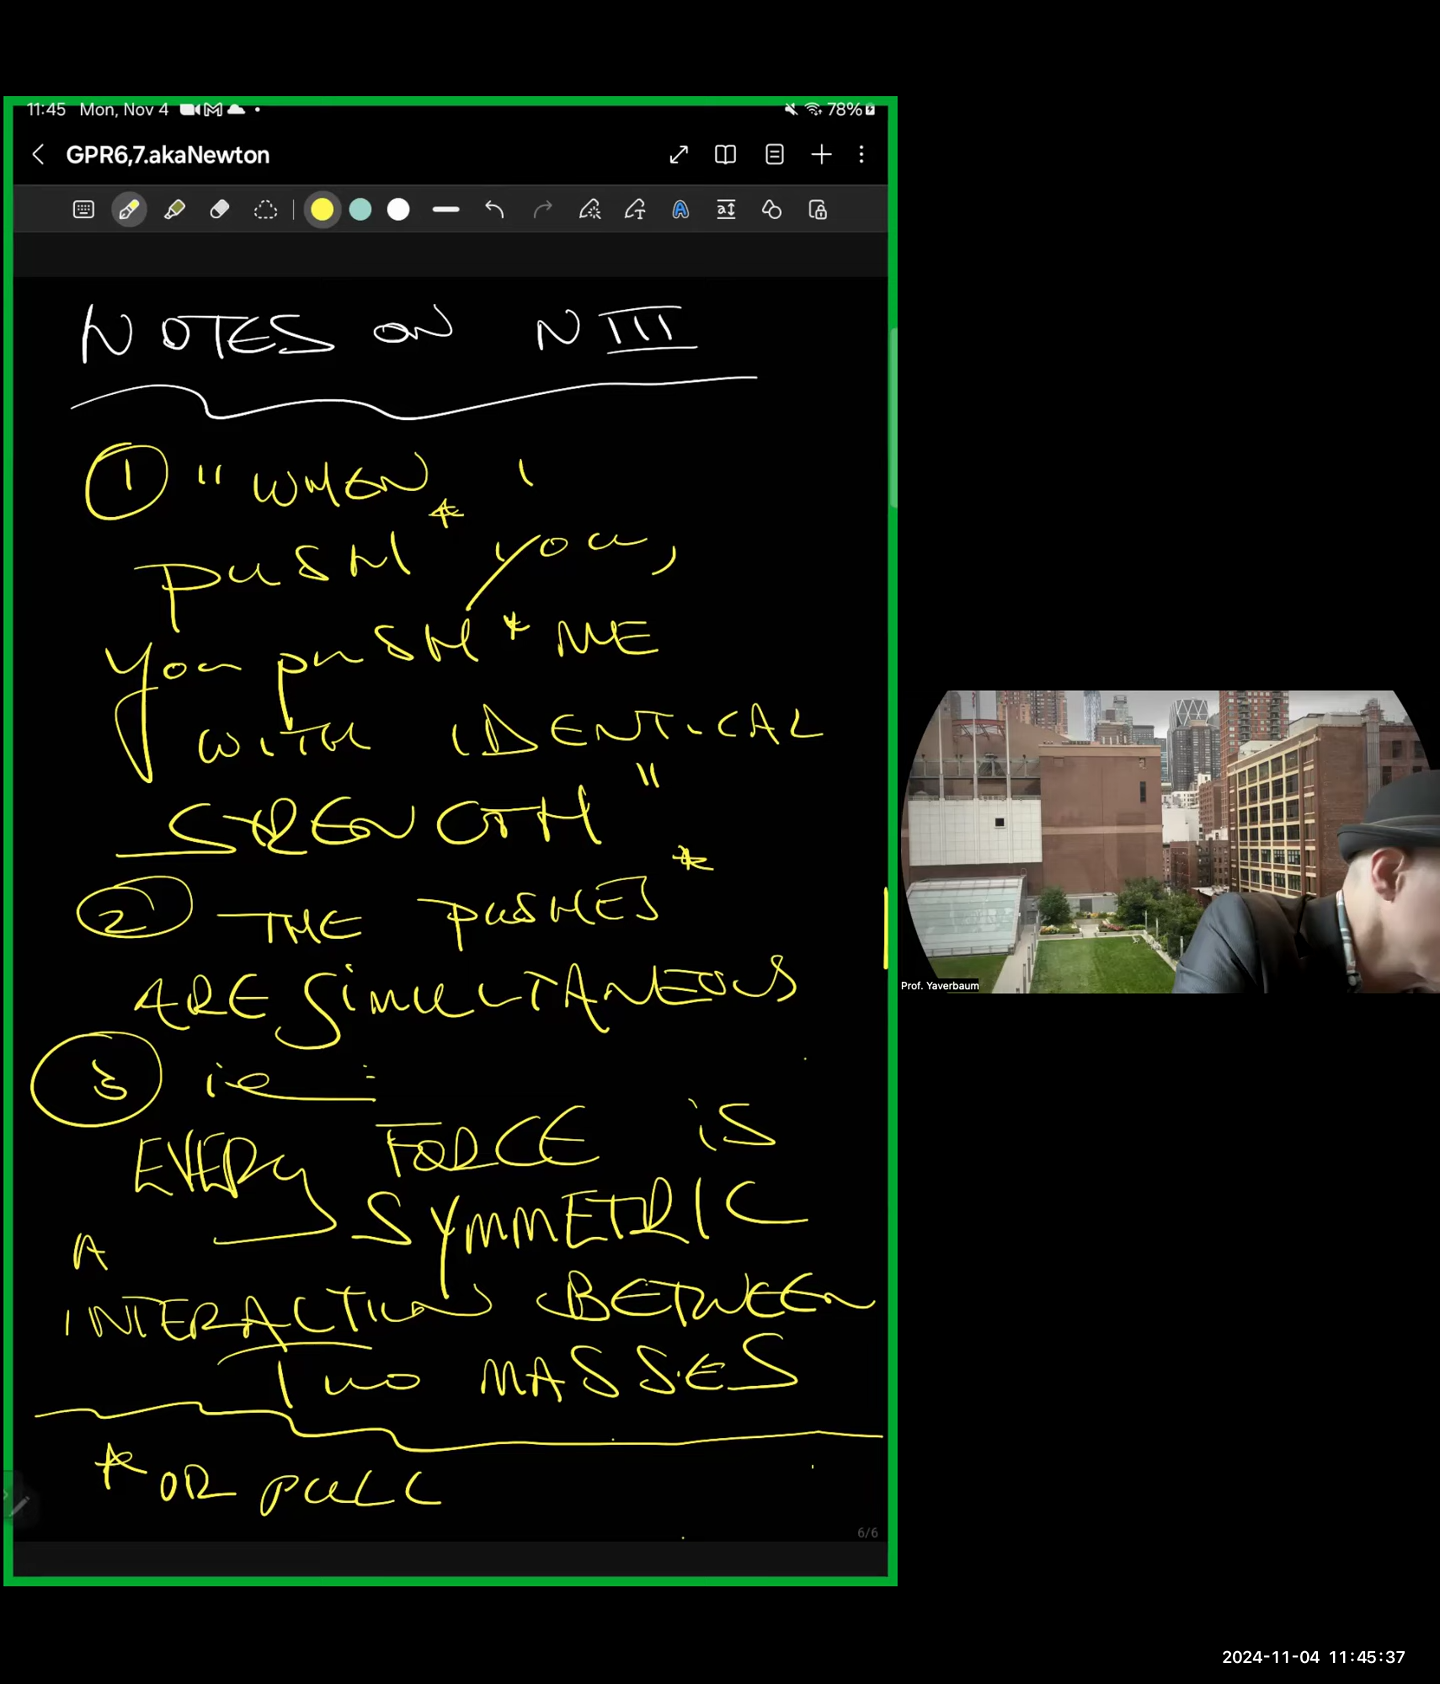 11:45 Mon, Nov 4 78%
GPR6,7.akaNewton
NOTES ON N III
① "WHEN I
PUSH* YOU,
YOU PUSH* ME
WITH IDENTICAL
STRENGTH"
② THE PUSHES*
ARE SIMULTANEOUS
③ ie:
EVERY FORCE IS
A SYMMETRIC
INTERACTION BETWEEN
TWO MASSES
* OR PULL
6/6
Prof. Yaverbaum
2024-11-04 11:45:37